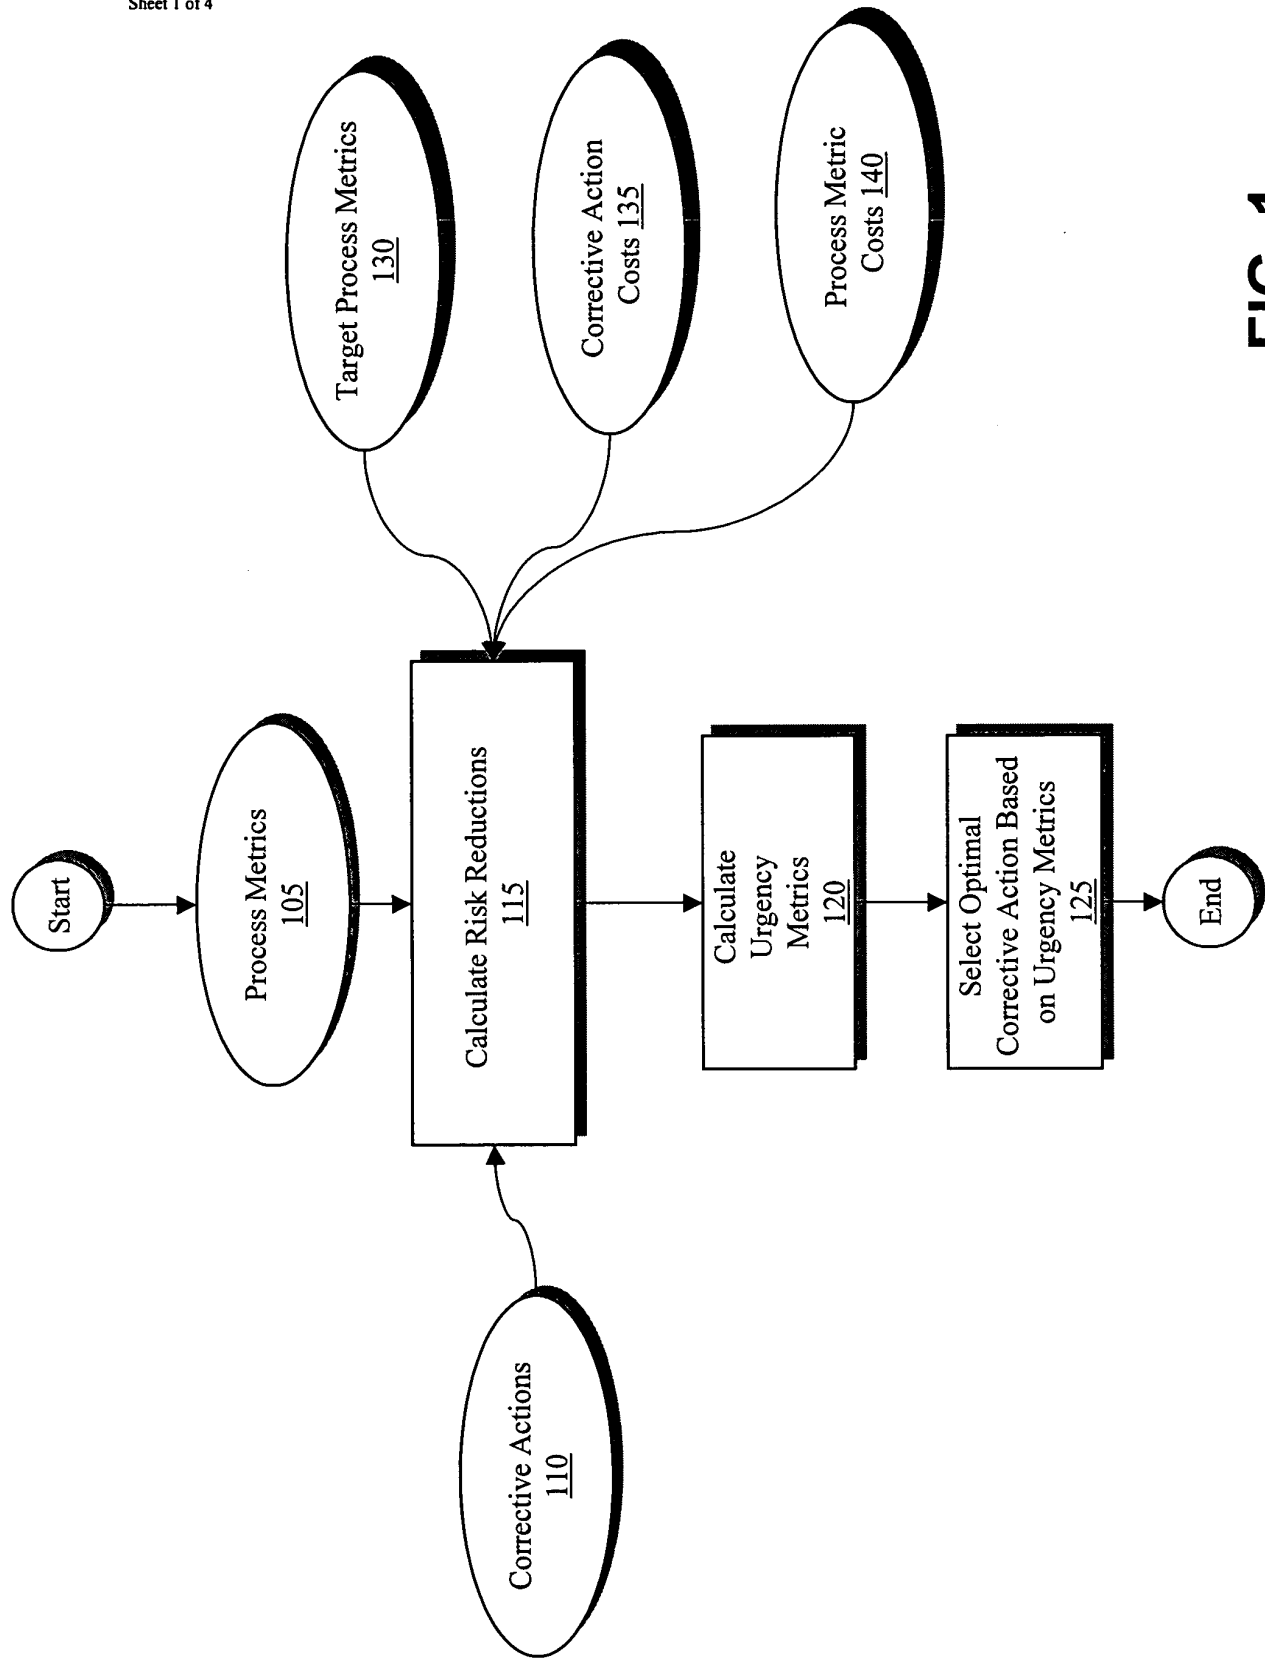 Sheet 1 of 4
Start
Process Metrics
105
Corrective Actions
110
Calculate Risk Reductions
115
Target Process Metrics
130
Corrective Action
Costs 135
Process Metric
Costs 140
Calculate
Urgency
Metrics
120
Select Optimal
Corrective Action Based
on Urgency Metrics
125
End
FIG. 1